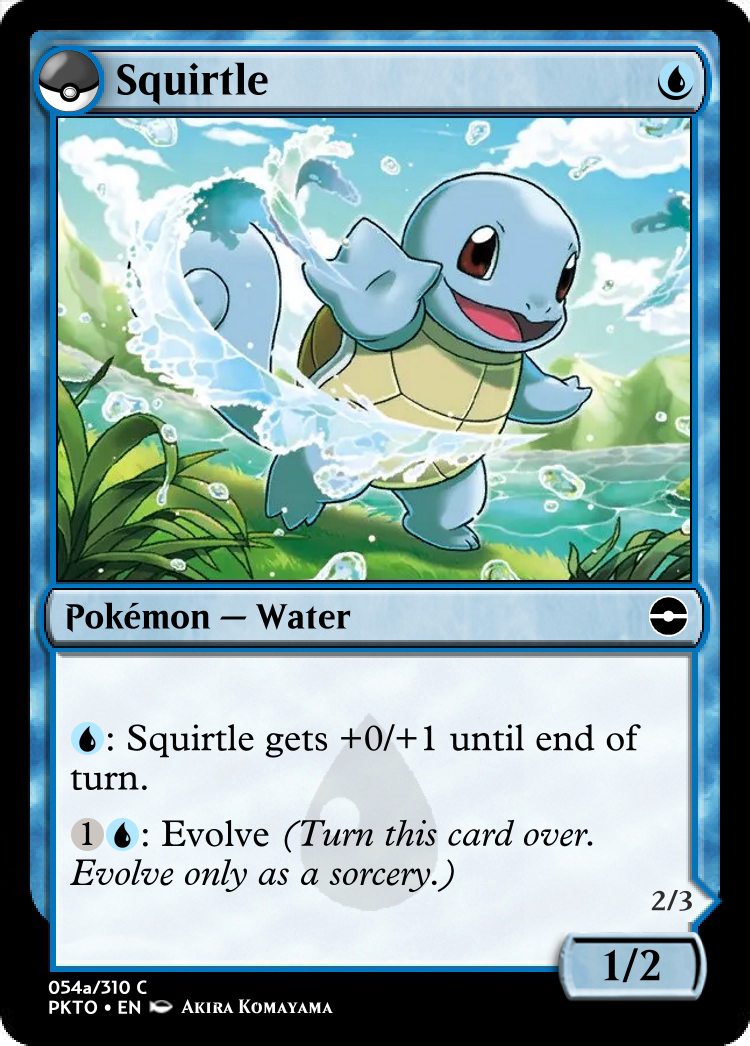 Squirtle
Pokémon — Water
: Squirtle gets +0/+1 until end of
turn.
1: Evolve (Turn this card over.
Evolve only as a sorcery.)
2/3
1/2
054a/310 C
PKTO • EN Akira Komayama